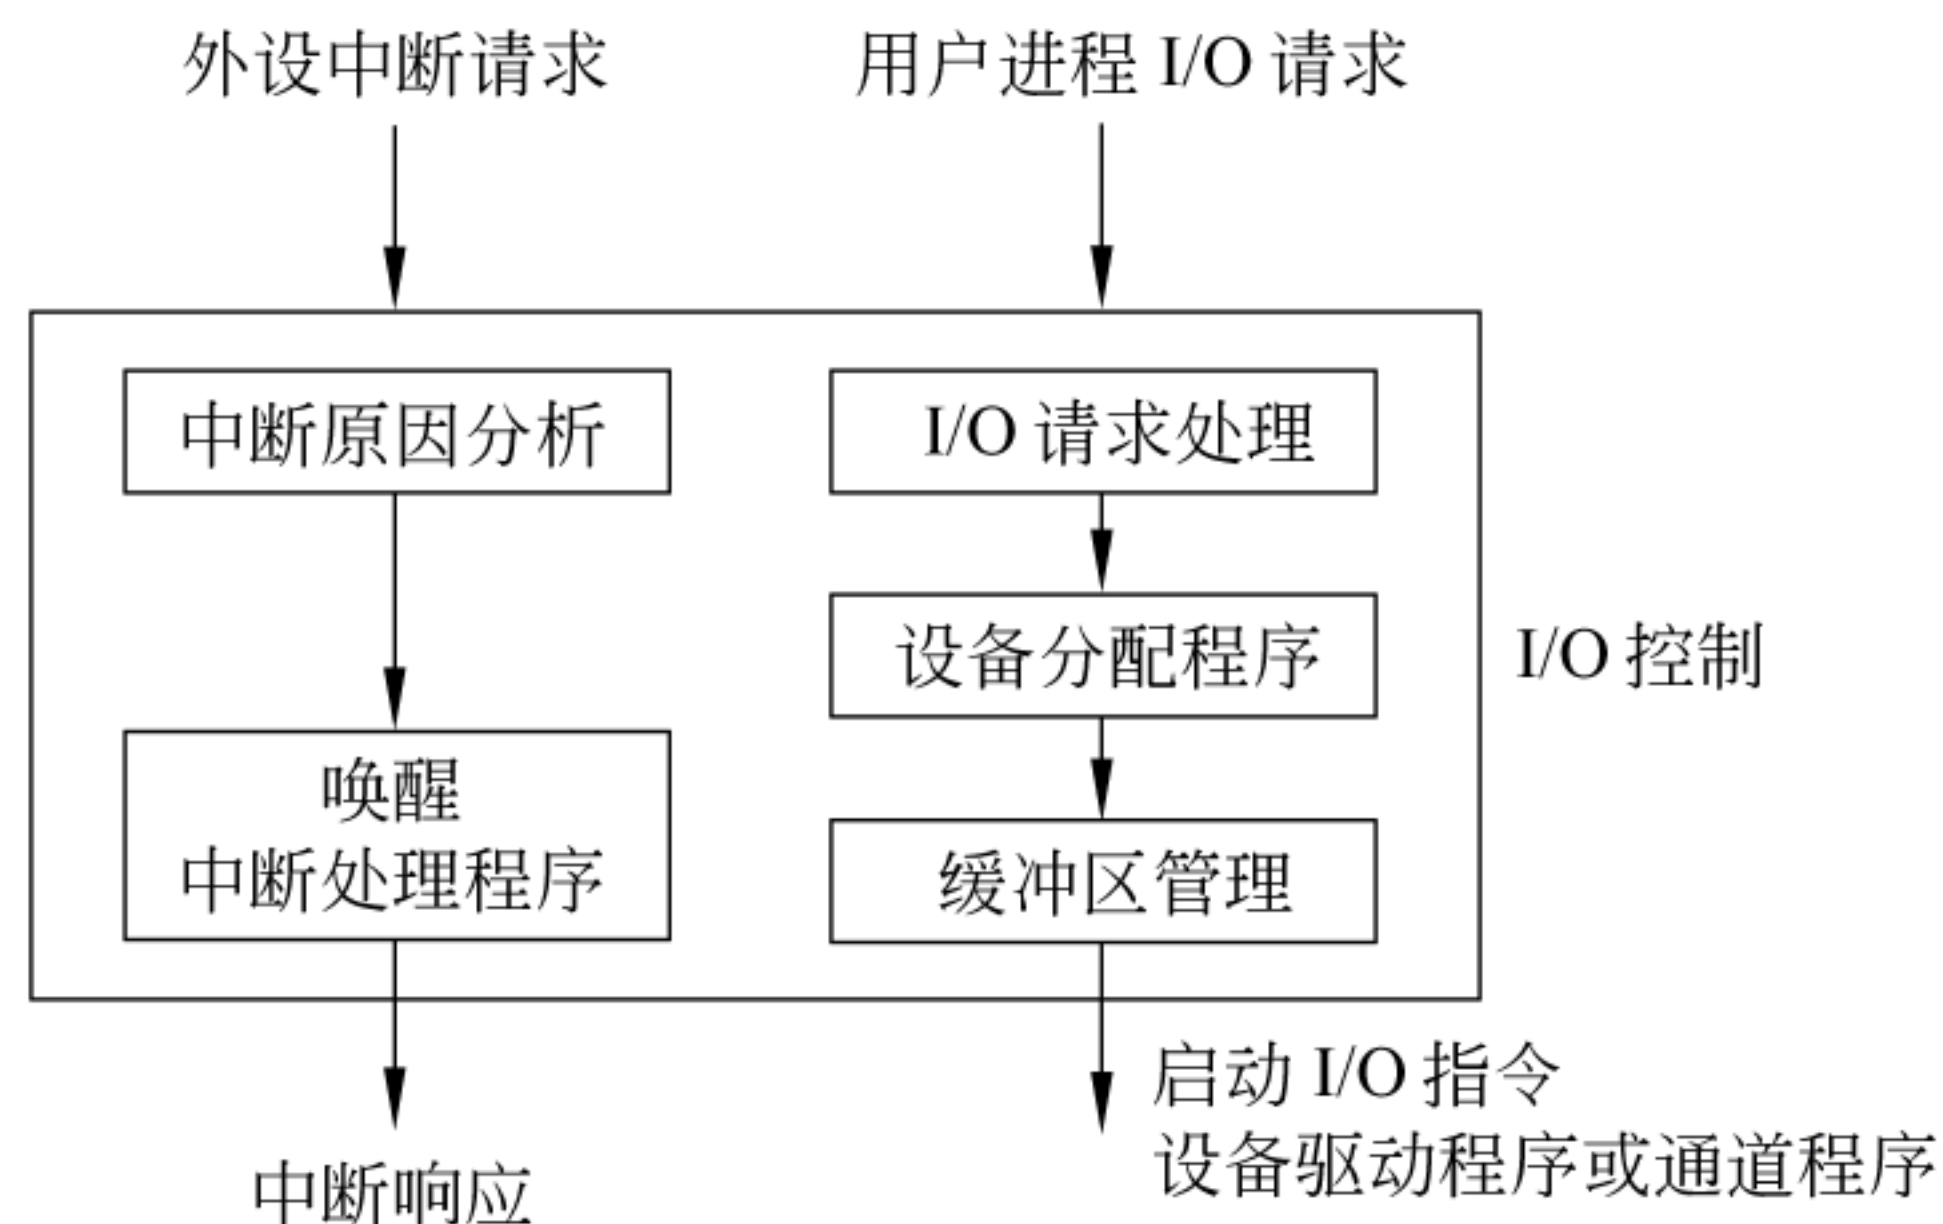 外设中断请求
用户进程 I/O 请求
中断原因分析
I/O 请求处理
设备分配程序
I/O 控制
唤醒
中断处理程序
缓冲区管理
启动 I/O 指令
设备驱动程序或通道程序
中断响应